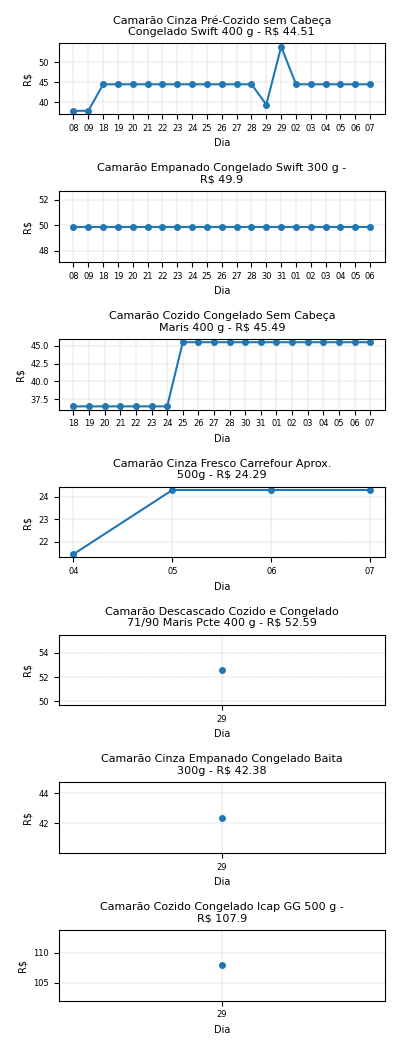 Camarão Cinza Pré-Cozido sem Cabeça
Congelado Swift 400 g - R$ 44.51
R$
50
45
40
08 09 18 19 20 21 22 23 24 25 26 27 28 29 29 31 02 03 04 05 06 07
Dia
Camarão Empanado Congelado Swift 300 g -
R$ 49.9
R$
52
50
48
08 09 18 19 20 21 22 23 24 25 26 27 28 29 30 31 01 02 03 04 05 06
Dia
Camarão Cozido Congelado Sem Cabeça
Maris 400 g - R$ 45.49
R$
45.0
42.5
40.0
37.5
18 19 20 21 22 23 24 25 26 27 28 29 30 31 01 02 03 04 05 06 07
Dia
Camarão Cinza Fresco Carrefour Aprox.
500g - R$ 24.29
R$
24
23
22
04 05 06 07
Dia
Camarão Descascado Cozido e Congelado
71/90 Maris Pcte 400 g - R$ 52.59
R$
54
52
50
29
Dia
Camarão Cinza Empanado Congelado Baita
300g - R$ 42.38
R$
44
42
29
Dia
Camarão Cozido Congelado Icap GG 500 g -
R$ 107.9
R$
110
105
29
Dia